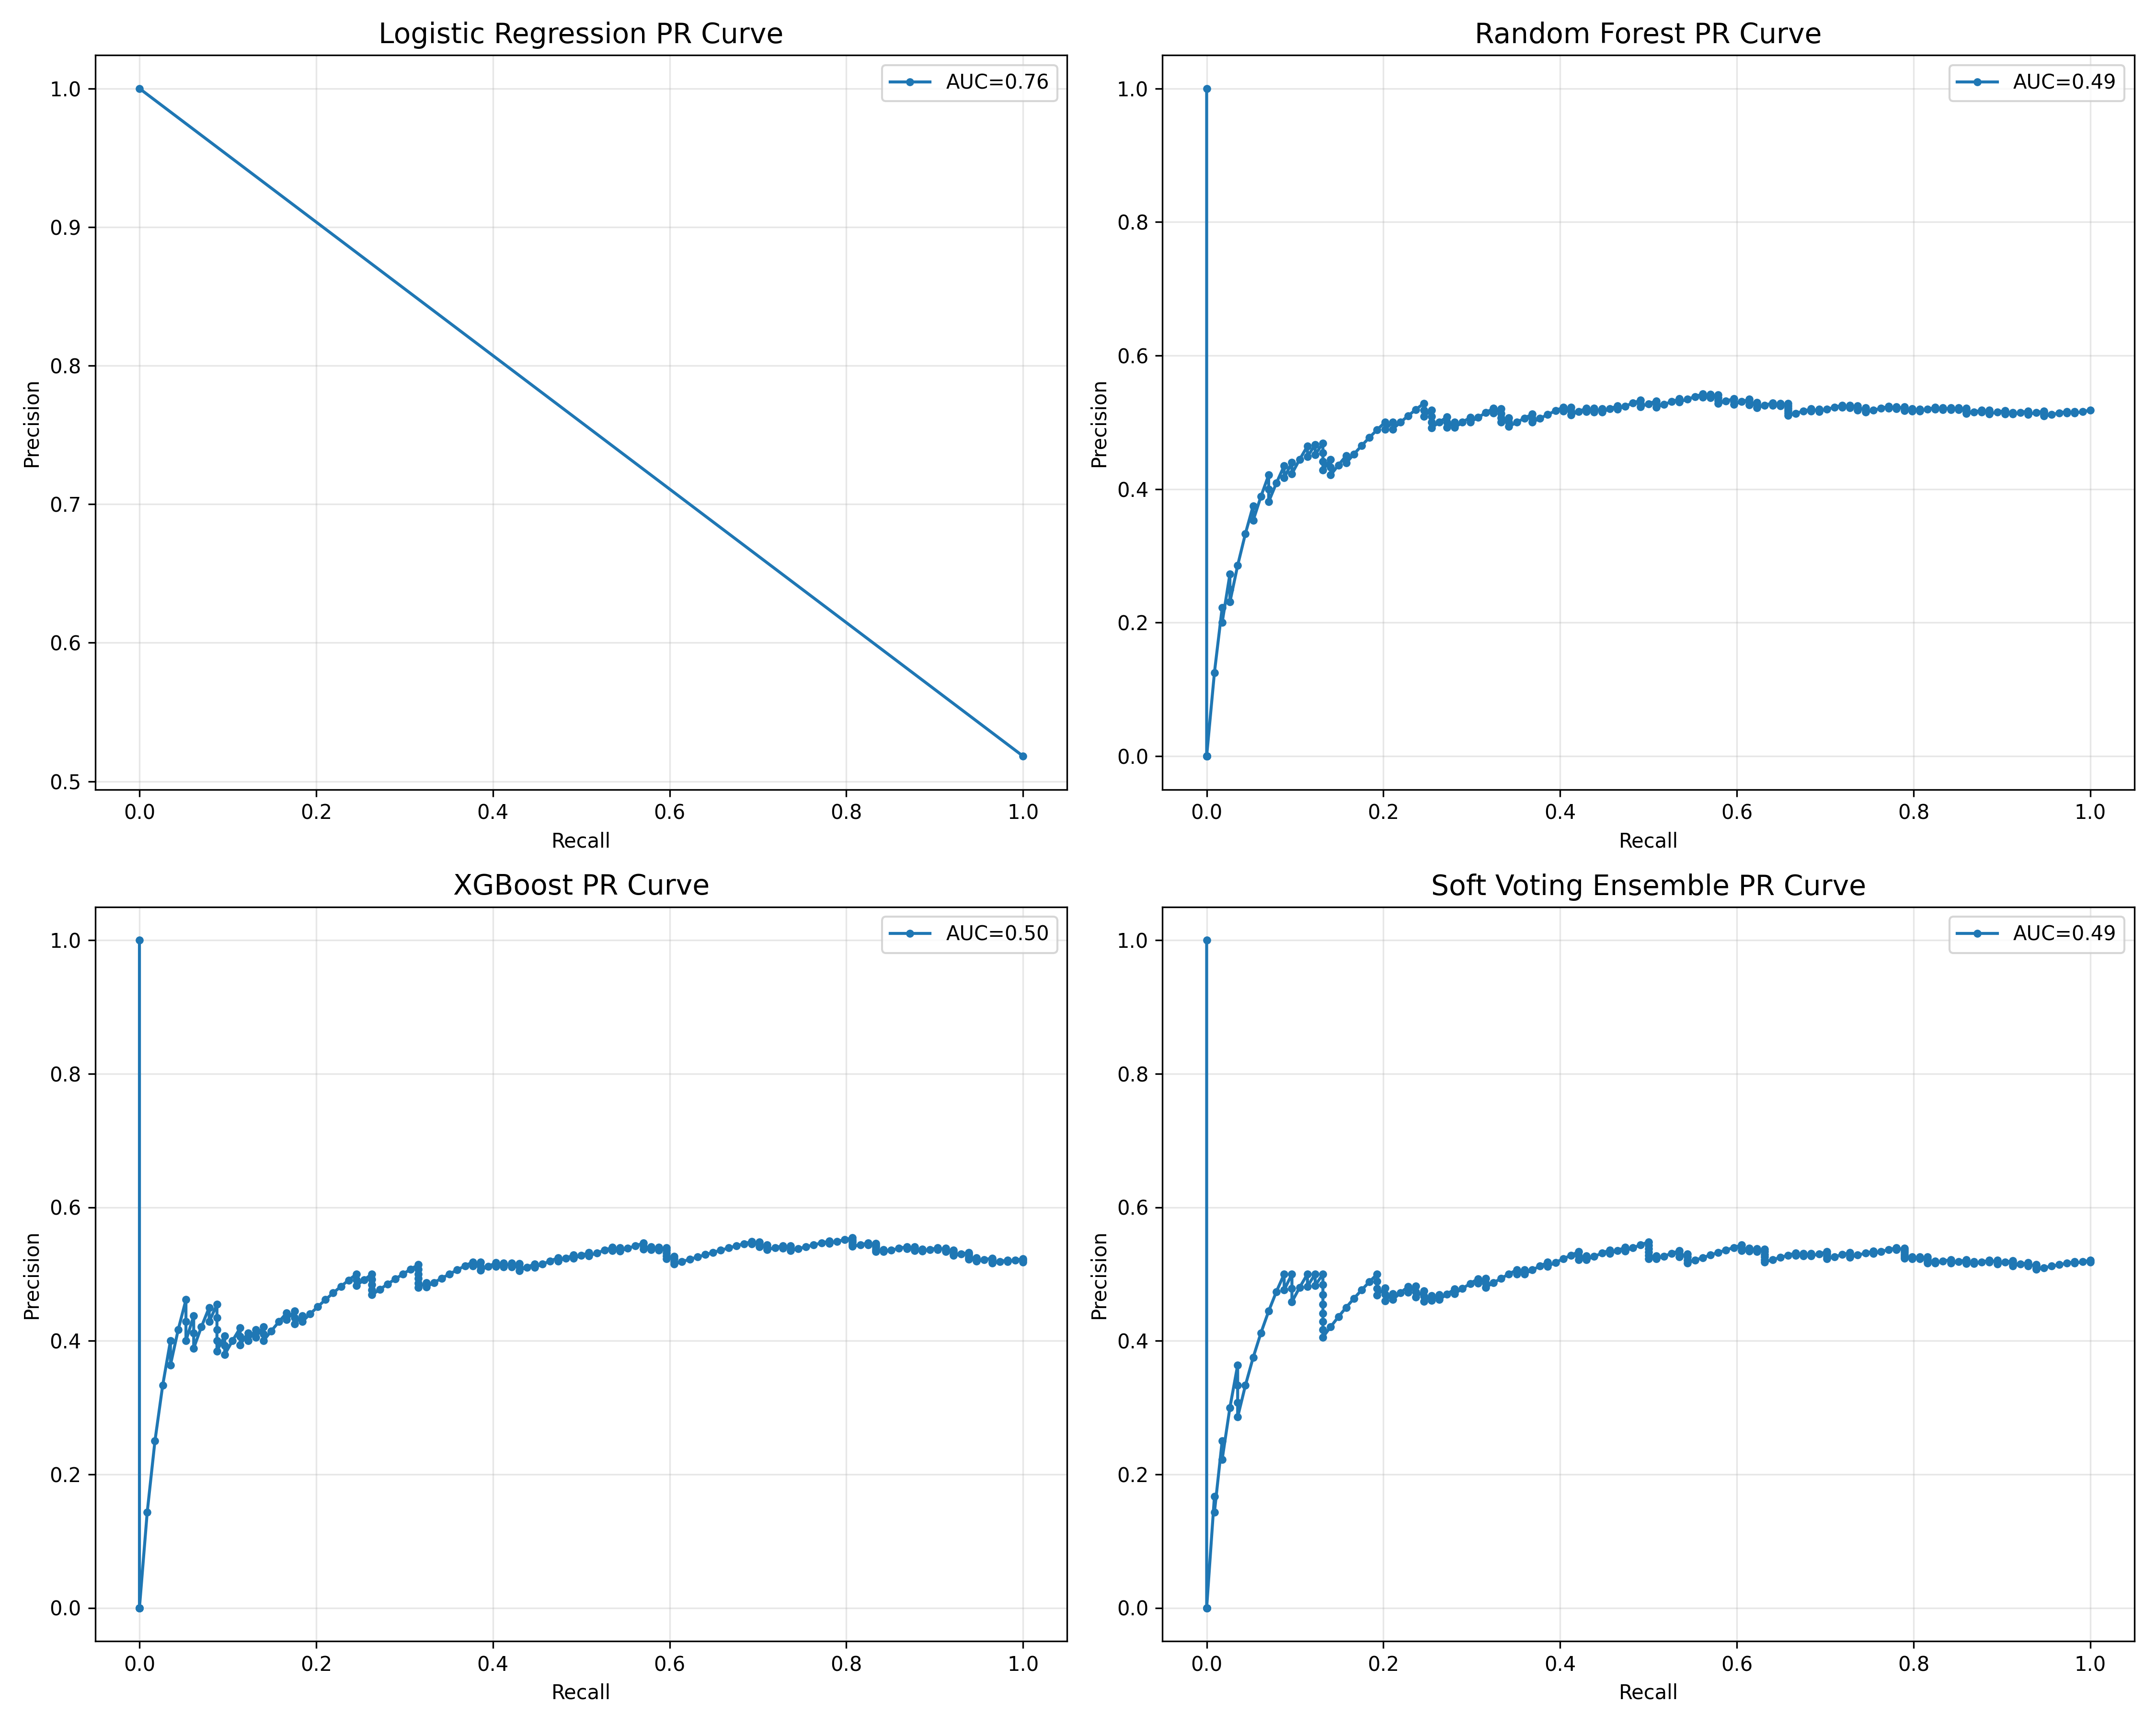 Logistic Regression PR Curve
AUC=0.76
1.0
0.9
0.8
0.7
0.6
0.5
Precision
0.0 0.2 0.4 0.6 0.8 1.0
Recall
Random Forest PR Curve
AUC=0.49
1.0
0.8
0.6
0.4
0.2
0.0
Precision
0.0 0.2 0.4 0.6 0.8 1.0
Recall
XGBoost PR Curve
AUC=0.50
1.0
0.8
0.6
0.4
0.2
0.0
Precision
0.0 0.2 0.4 0.6 0.8 1.0
Recall
Soft Voting Ensemble PR Curve
AUC=0.49
1.0
0.8
0.6
0.4
0.2
0.0
Precision
0.0 0.2 0.4 0.6 0.8 1.0
Recall